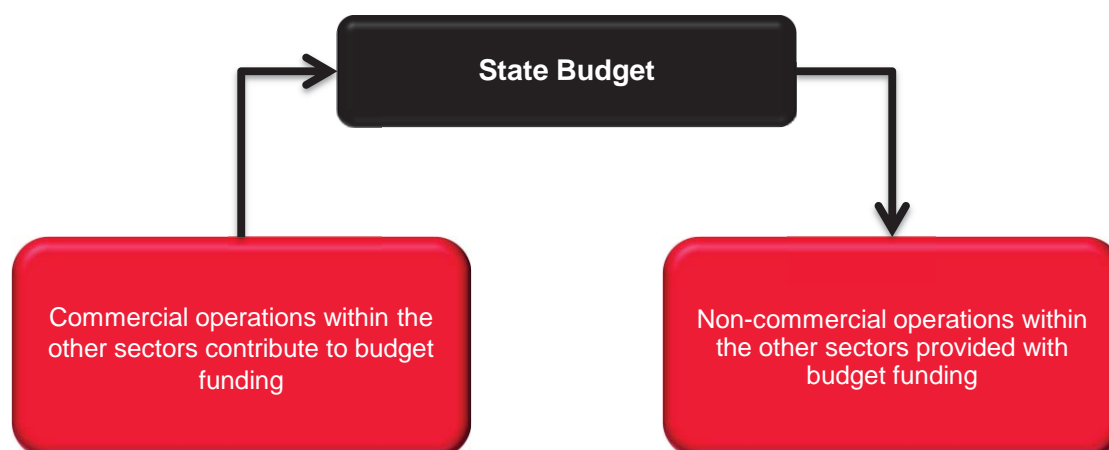 State Budget
Commercial operations within the
other sectors contribute to budget
funding
Non-commercial operations within
the other sectors provided with
budget funding